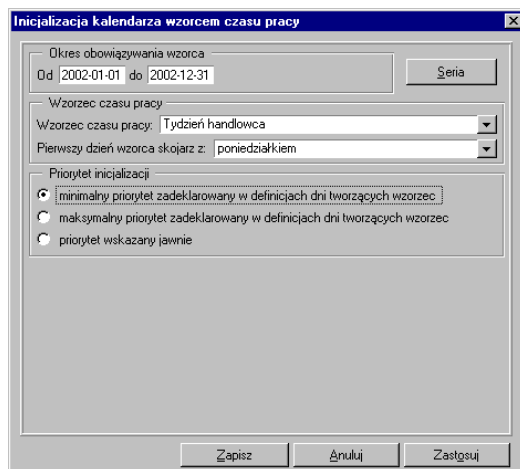 Inicjalizacja kalendarza wzorcem czasu pracy
Okres obowiązywania wzorca
Od 2002-01-01 do 2002-12-31
Seria
Wzorzec czasu pracy
Wzorzec czasu pracy: Tydzień handlowca
Pierwszy dzień wzorca skojarz z: poniedziałkiem
Priorytet inicjalizacji
minimalny priorytet zadeklarowany w definicjach dni tworzących wzorzec
maksymalny priorytet zadeklarowany w definicjach dni tworzących wzorzec
priorytet wskazany jawnie
Zapisz Anuluj Zastosuj